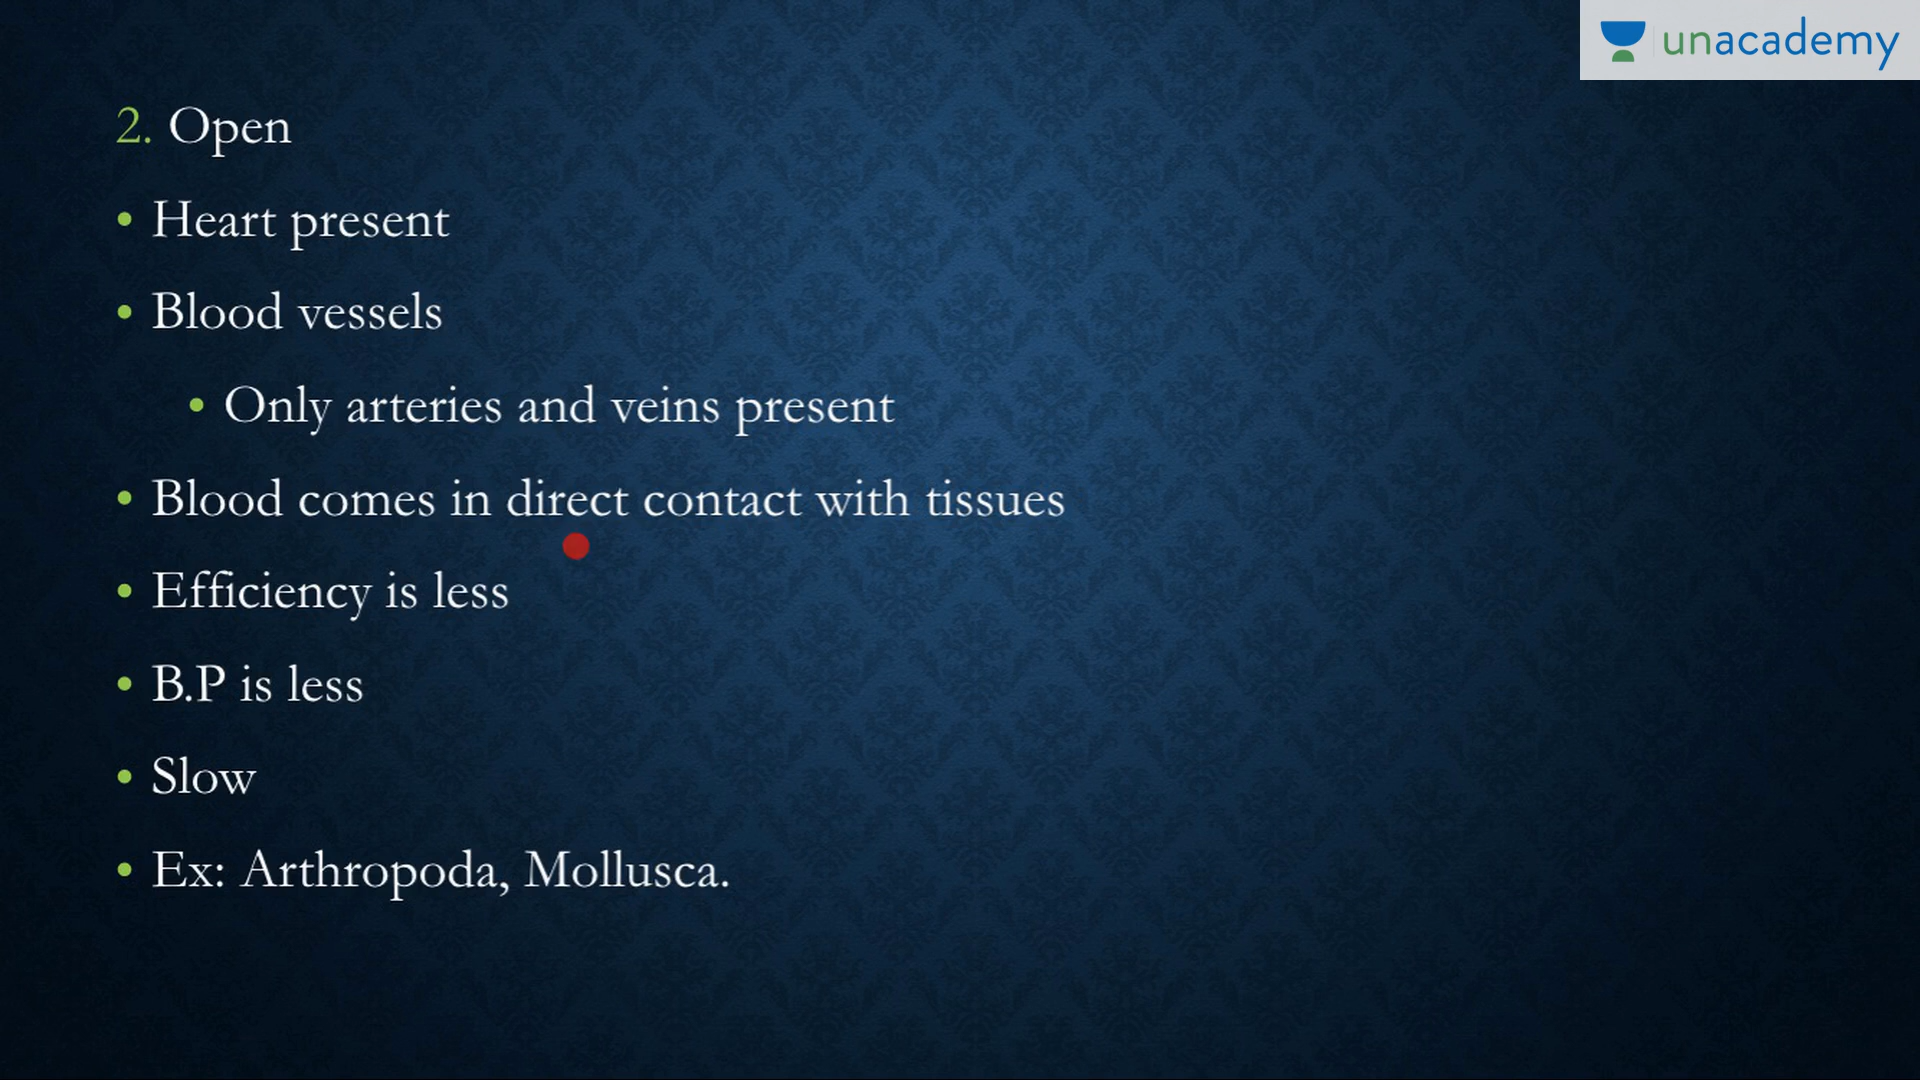 unacademy
2. Open
• Heart present
• Blood vessels
• Only arteries and veins present
• Blood comes in direct contact with tissues
• Efficiency is less
• B.P is less
• Slow
• Ex: Arthropoda, Mollusca.